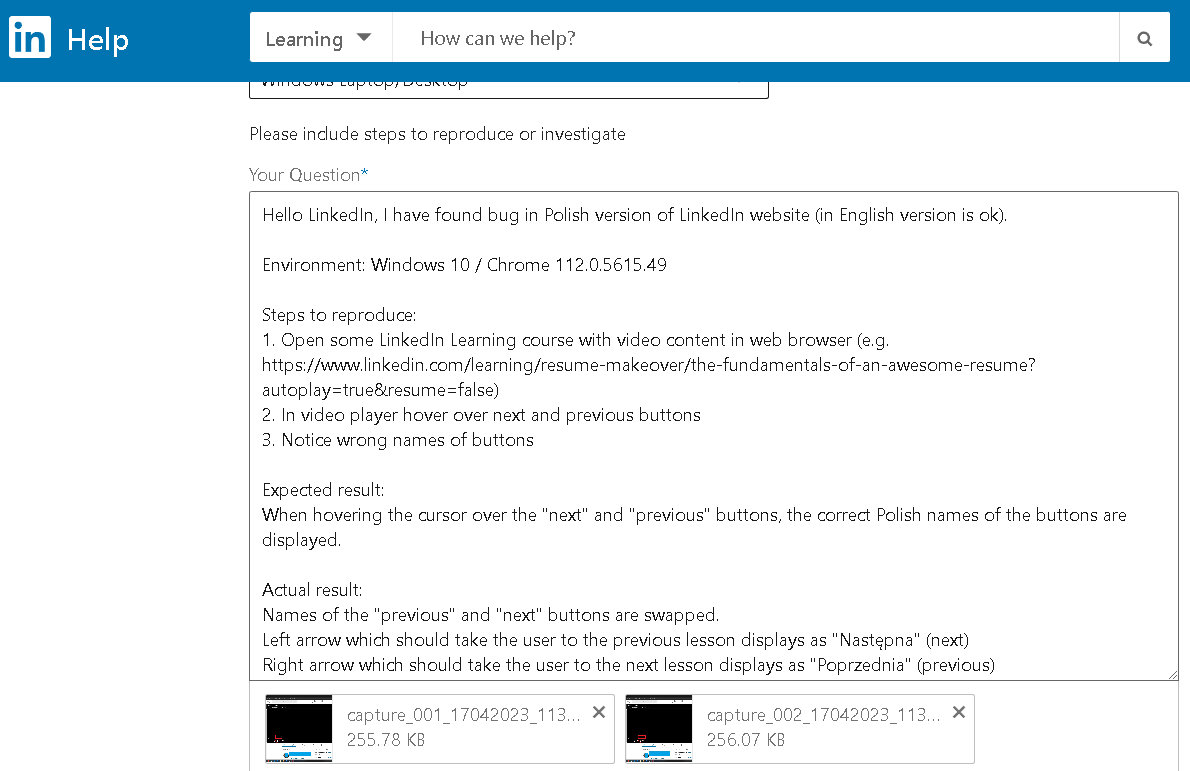 in Help
Learning
How can we help?
Windows Laptop/Desktop
Please include steps to reproduce or investigate
Your Question*
Hello LinkedIn, I have found bug in Polish version of LinkedIn website (in English version is ok).
Environment: Windows 10 / Chrome 112.0.5615.49
Steps to reproduce:
1. Open some LinkedIn Learning course with video content in web browser (e.g.
https://www.linkedin.com/learning/resume-makeover/the-fundamentals-of-an-awesome-resume?
autoplay=true&resume=false)
2. In video player hover over next and previous buttons
3. Notice wrong names of buttons
Expected result:
When hovering the cursor over the "next" and "previous" buttons, the correct Polish names of the buttons are
displayed.
Actual result:
Names of the "previous" and "next" buttons are swapped.
Left arrow which should take the user to the previous lesson displays as "Następna" (next)
Right arrow which should take the user to the next lesson displays as "Poprzednia" (previous)
capture_001_17042023_113...
255.78 KB
capture_002_17042023_113...
256.07 KB